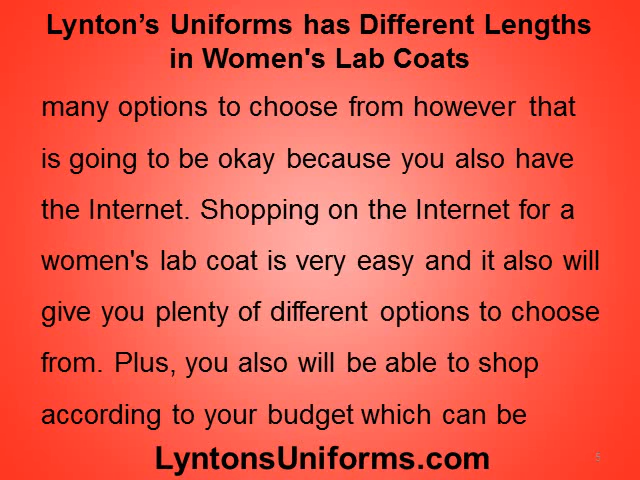 Lynton’s Uniforms has Different Lengths
in Women's Lab Coats
many options to choose from however that
is going to be okay because you also have
the Internet. Shopping on the Internet for a
women's lab coat is very easy and it also will
give you plenty of different options to choose
from. Plus, you also will be able to shop
according to your budget which can be
LyntonsUniforms.com
5